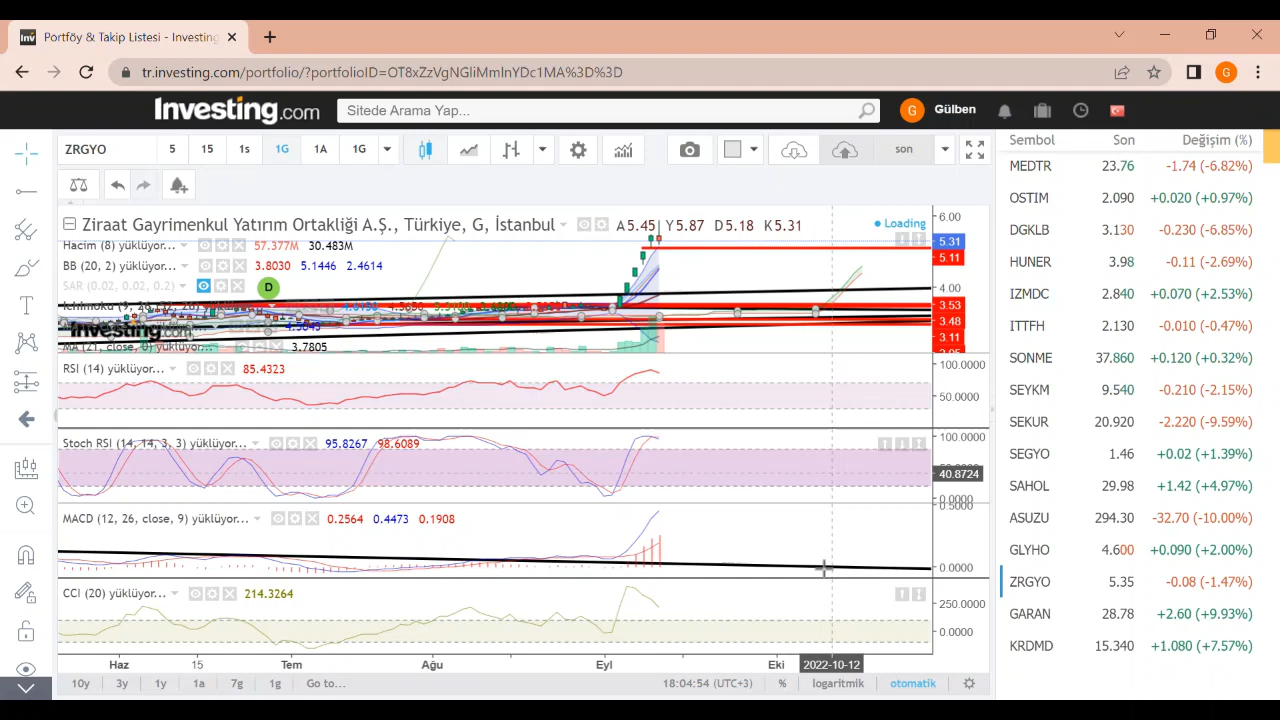 Portföy & Takip Listesi - Investing
tr.investing.com/portfolio/?portfolioID=OT8xZzVgNGliMmlnYDc1MA%3D%3D
G
Investing.com
Sitede Arama Yap...
G Gülben
ZRGYO 5 15 1s 1G 1A 1G son
Ziraat Gayrimenkul Yatırım Ortakliği A.Ş., Türkiye, G, İstanbul A5.45 Y5.87 D5.18 K5.31
Loading
Hacim (8) yüklüyor... 57.377M 30.483M
BB (20, 2) yüklüyor... 3.8030 5.1446 2.4614
SAR (0.02, 0.02, 0.2)
D
Investing.com
MA (21, close, 0) yüklüyor... 3.7805
6.00
5.31
5.11
4.00
3.53
3.48
3.11
RSI (14) yüklüyor... 85.4323
100.0000
50.0000
Stoch RSI (14, 14, 3, 3) yüklüyor... 95.8267 98.6089
100.0000
40.8724
0.0000
MACD (12, 26, close, 9) yüklüyor... 0.2564 0.4473 0.1908
0.5000
0.0000
CCI (20) yüklüyor... 214.3264
250.0000
0.0000
Haz 15 Tem Ağu Eyl Eki 2022-10-12
10y 3y 1y 1a 7g 1g Go to... 18:04:54 (UTC+3) % logaritmik otomatik
Sembol Son Değişim (%)
MEDTR 23.76 -1.74 (-6.82%)
OSTIM 2.090 +0.020 (+0.97%)
DGKLB 3.130 -0.230 (-6.85%)
HUNER 3.98 -0.11 (-2.69%)
IZMDC 2.840 +0.070 (+2.53%)
ITTFH 2.130 -0.010 (-0.47%)
SONME 37.860 +0.120 (+0.32%)
SEYKM 9.540 -0.210 (-2.15%)
SEKUR 20.920 -2.220 (-9.59%)
SEGYO 1.46 +0.02 (+1.39%)
SAHOL 29.98 +1.42 (+4.97%)
ASUZU 294.30 -32.70 (-10.00%)
GLYHO 4.600 +0.090 (+2.00%)
ZRGYO 5.35 -0.08 (-1.47%)
GARAN 28.78 +2.60 (+9.93%)
KRDMD 15.340 +1.080 (+7.57%)